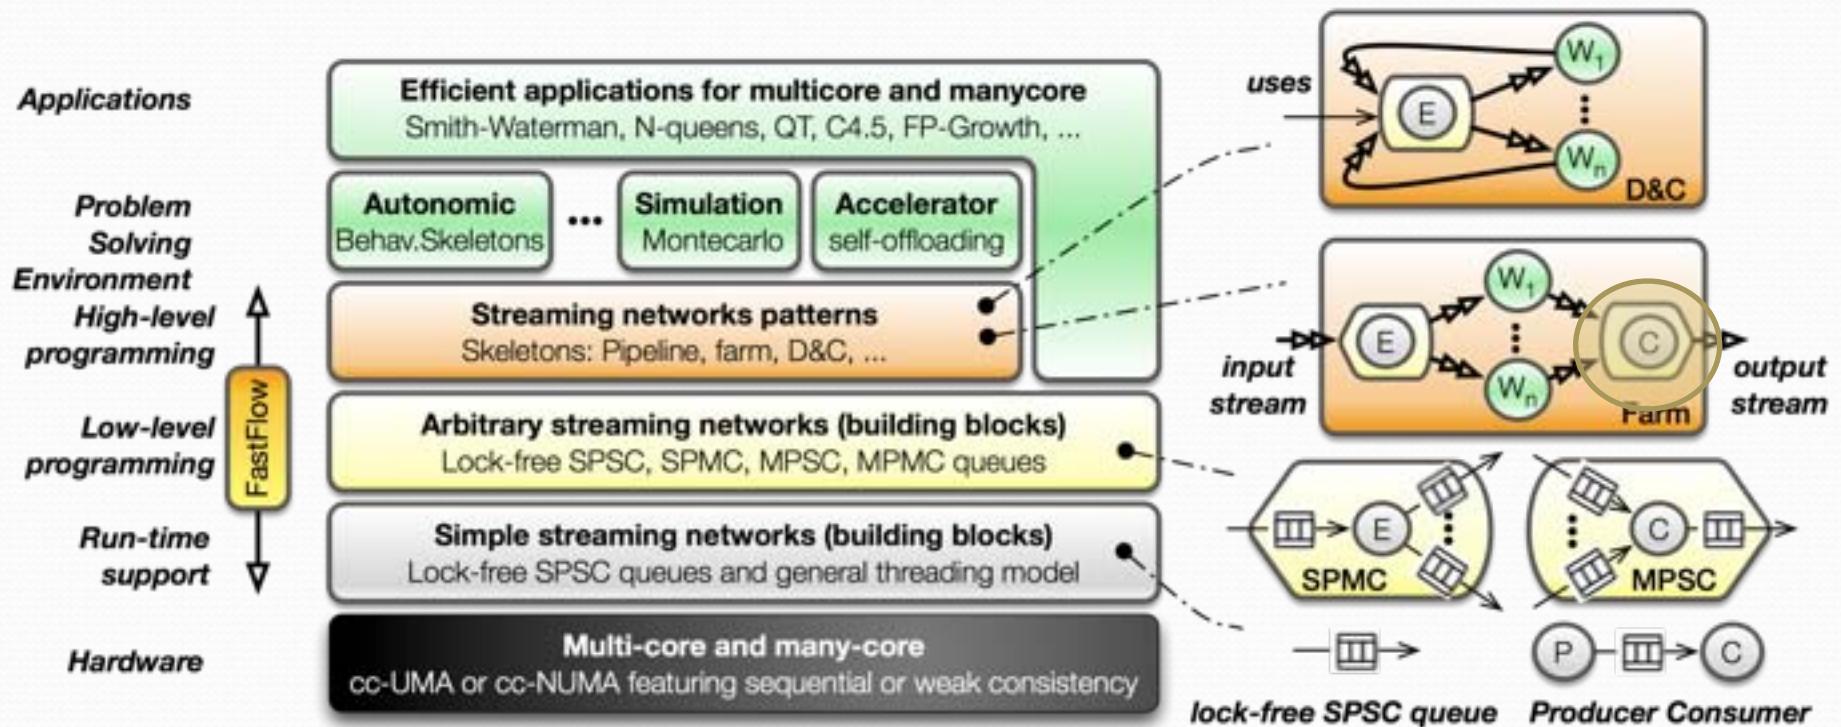 Applications
Efficient applications for multicore and manycore
Smith-Waterman, N-queens, QT, C4.5, FP-Growth, ...
Problem
Solving
Environment
Autonomic
Behav.Skeletons
...
Simulation
Montecarlo
Accelerator
self-offloading
High-level
programming
Streaming networks patterns
Skeletons: Pipeline, farm, D&C, ...
FastFlow
Low-level
programming
Arbitrary streaming networks (building blocks)
Lock-free SPSC, SPMC, MPSC, MPMC queues
Run-time
support
Simple streaming networks (building blocks)
Lock-free SPSC queues and general threading model
Hardware
Multi-core and many-core
cc-UMA or cc-NUMA featuring sequential or weak consistency
uses
E
W1
Wn
D&C
input
stream
E
W1
Wn
C
Farm
output
stream
E
SPMC
C
MPSC
lock-free SPSC queue
P
C
Producer Consumer